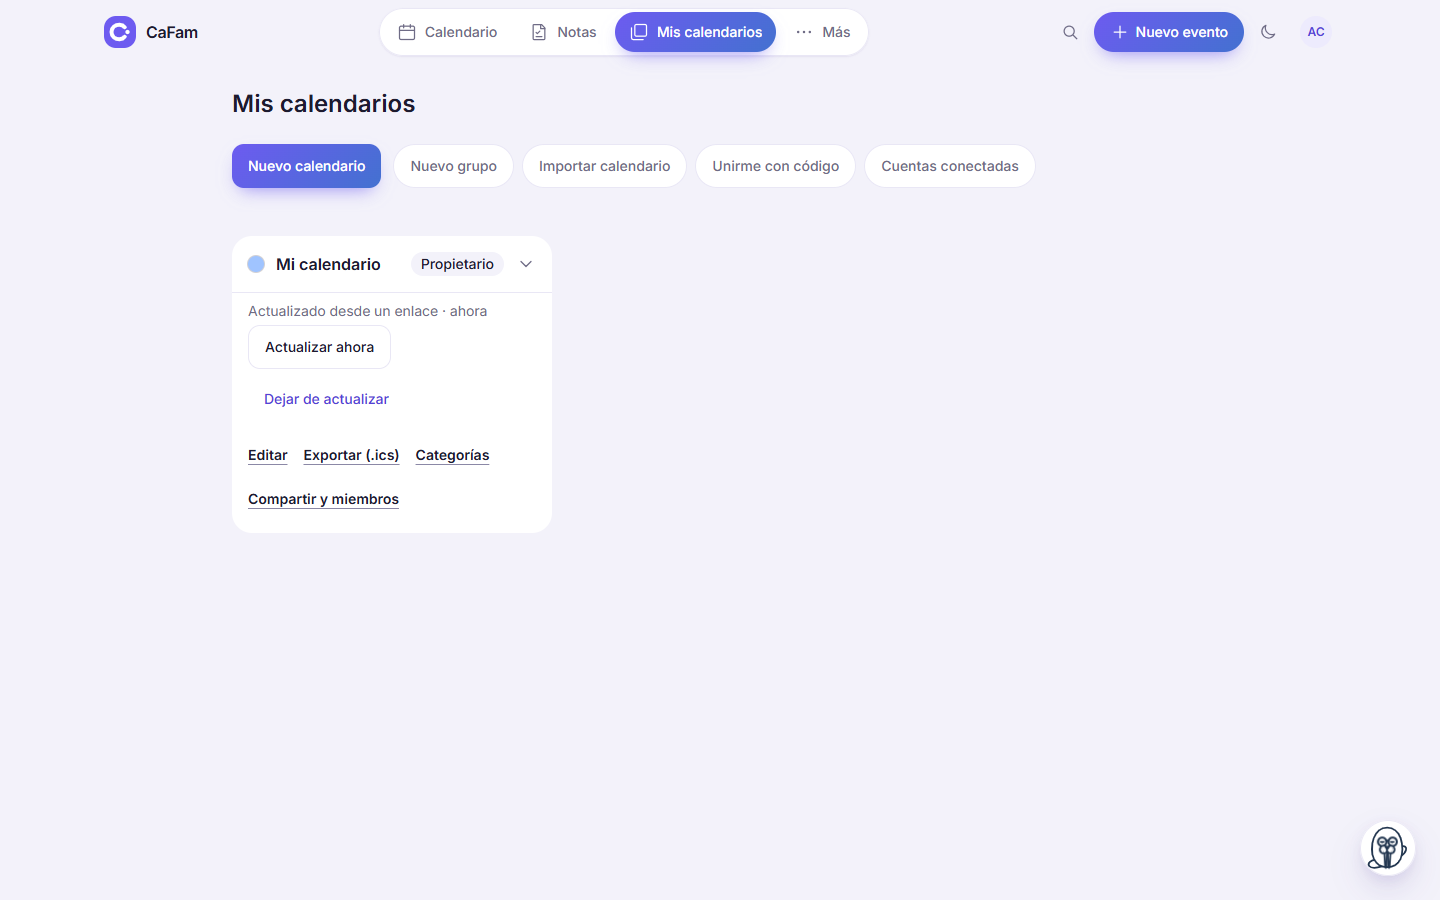 CaFam
Calendario
Notas
Mis calendarios
Más
Nuevo evento
AC
Mis calendarios
Nuevo calendario
Nuevo grupo
Importar calendario
Unirme con código
Cuentas conectadas
Mi calendario
Propietario
Actualizado desde un enlace · ahora
Actualizar ahora
Dejar de actualizar
Editar
Exportar (.ics)
Categorías
Compartir y miembros